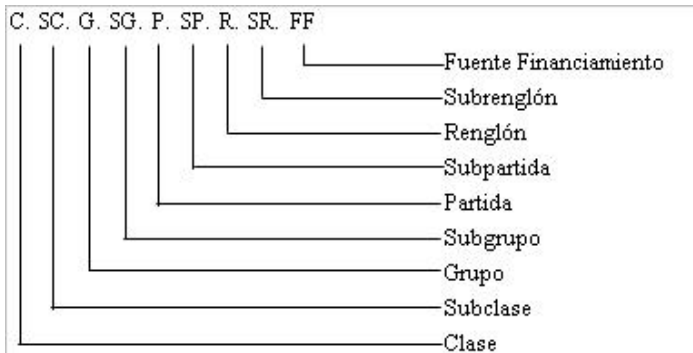 C. SC. G. SG. P. SP. R. SR. FF
Fuente Financiamiento
Subrenglón
Renglón
Subpartida
Partida
Subgrupo
Grupo
Subclase
Clase